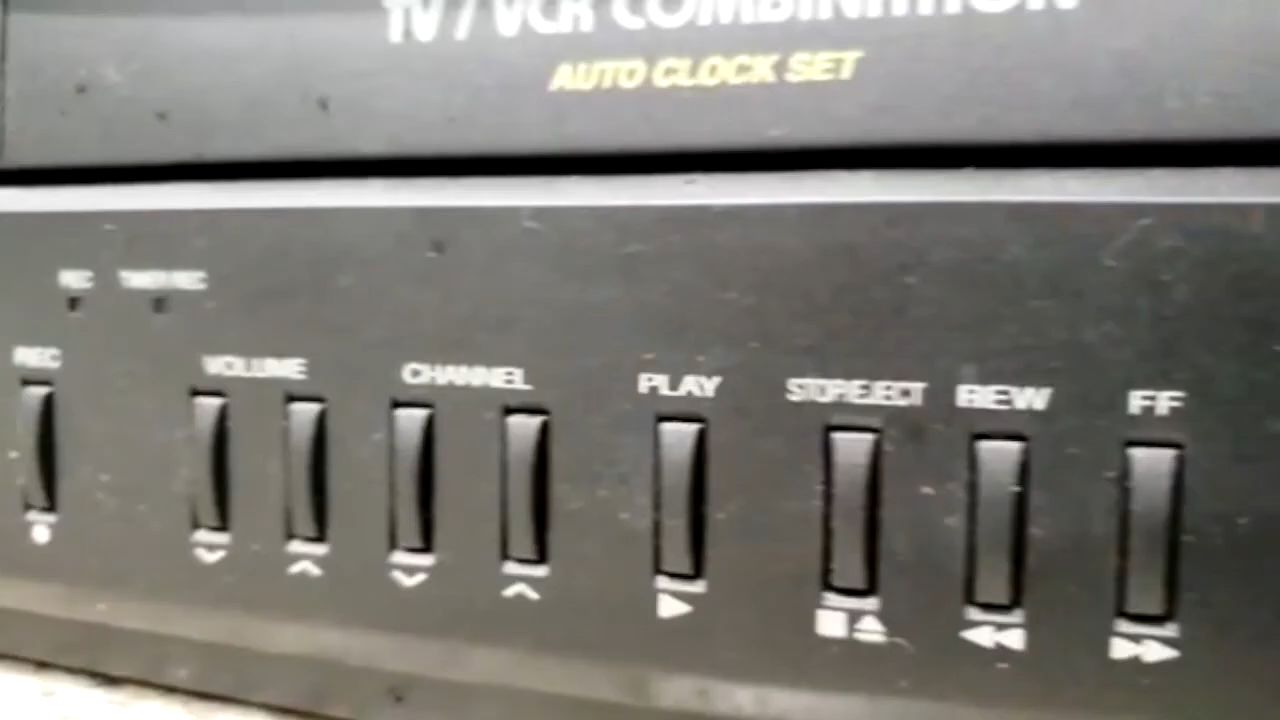 TV / VCR COMBINATION
AUTO CLOCK SET
REC TIMER REC
REC VOLUME CHANNEL PLAY STOP/EJECT REW FF